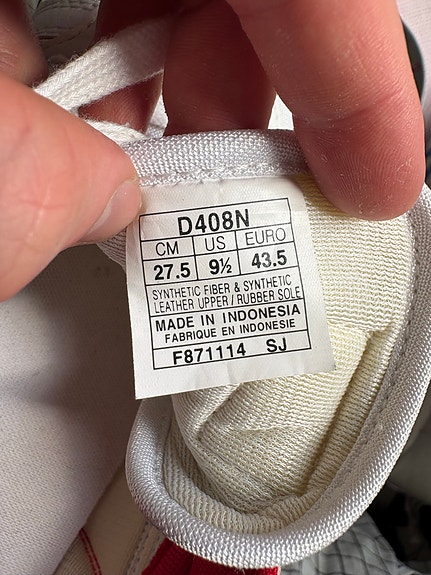 D408N
CM US EURO
27.5 9½ 43.5
SYNTHETIC FIBER & SYNTHETIC
LEATHER UPPER / RUBBER SOLE
MADE IN INDONESIA
FABRIQUE EN INDONESIE
F871114 SJ